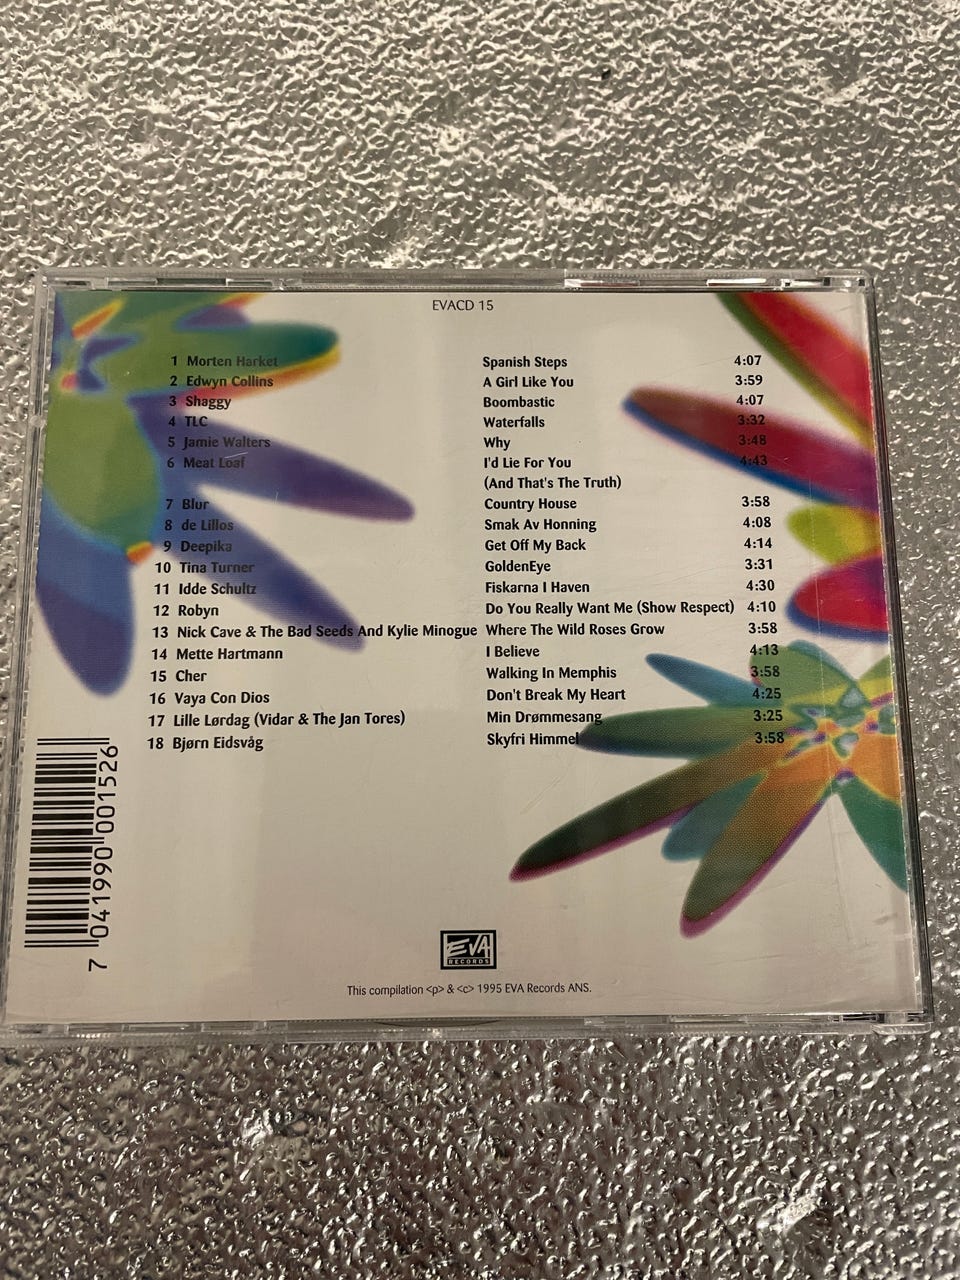 EVACD 15
1 Morten Harket Spanish Steps 4:07
2 Edwyn Collins A Girl Like You 3:59
3 Shaggy Boombastic 4:07
4 TLC Waterfalls 3:32
5 Jamie Walters Why 3:48
6 Meat Loaf I'd Lie For You 4:43
(And That's The Truth)
7 Blur Country House 3:58
8 de Lillos Smak Av Honning 4:08
9 Deepika Get Off My Back 4:14
10 Tina Turner GoldenEye 3:31
11 Idde Schultz Fiskarna I Haven 4:30
12 Robyn Do You Really Want Me (Show Respect) 4:10
13 Nick Cave & The Bad Seeds And Kylie Minogue Where The Wild Roses Grow 3:58
14 Mette Hartmann I Believe 4:13
15 Cher Walking In Memphis 3:58
16 Vaya Con Dios Don't Break My Heart 4:25
17 Lille Lørdag (Vidar & The Jan Tores) Min Drømmesang 3:25
18 Bjørn Eidsvåg Skyfri Himmel 3:58
7 041990 001526
EVA
RECORDS
This compilation <p> & <c> 1995 EVA Records ANS.